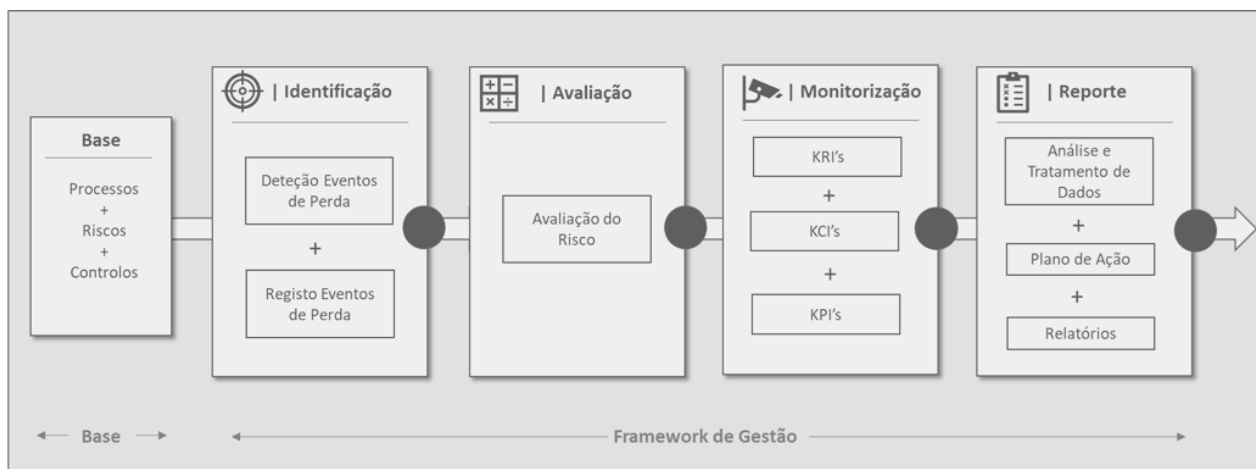 Base
Processos
+
Riscos
+
Controlos
| Identificação
Deteção Eventos
de Perda
+
Registo Eventos
de Perda
| Avaliação
Avaliação do
Risco
| Monitorização
KRI's
+
KCI's
+
KPI's
| Reporte
Análise e
Tratamento de
Dados
+
Plano de Ação
+
Relatórios
Base
Framework de Gestão